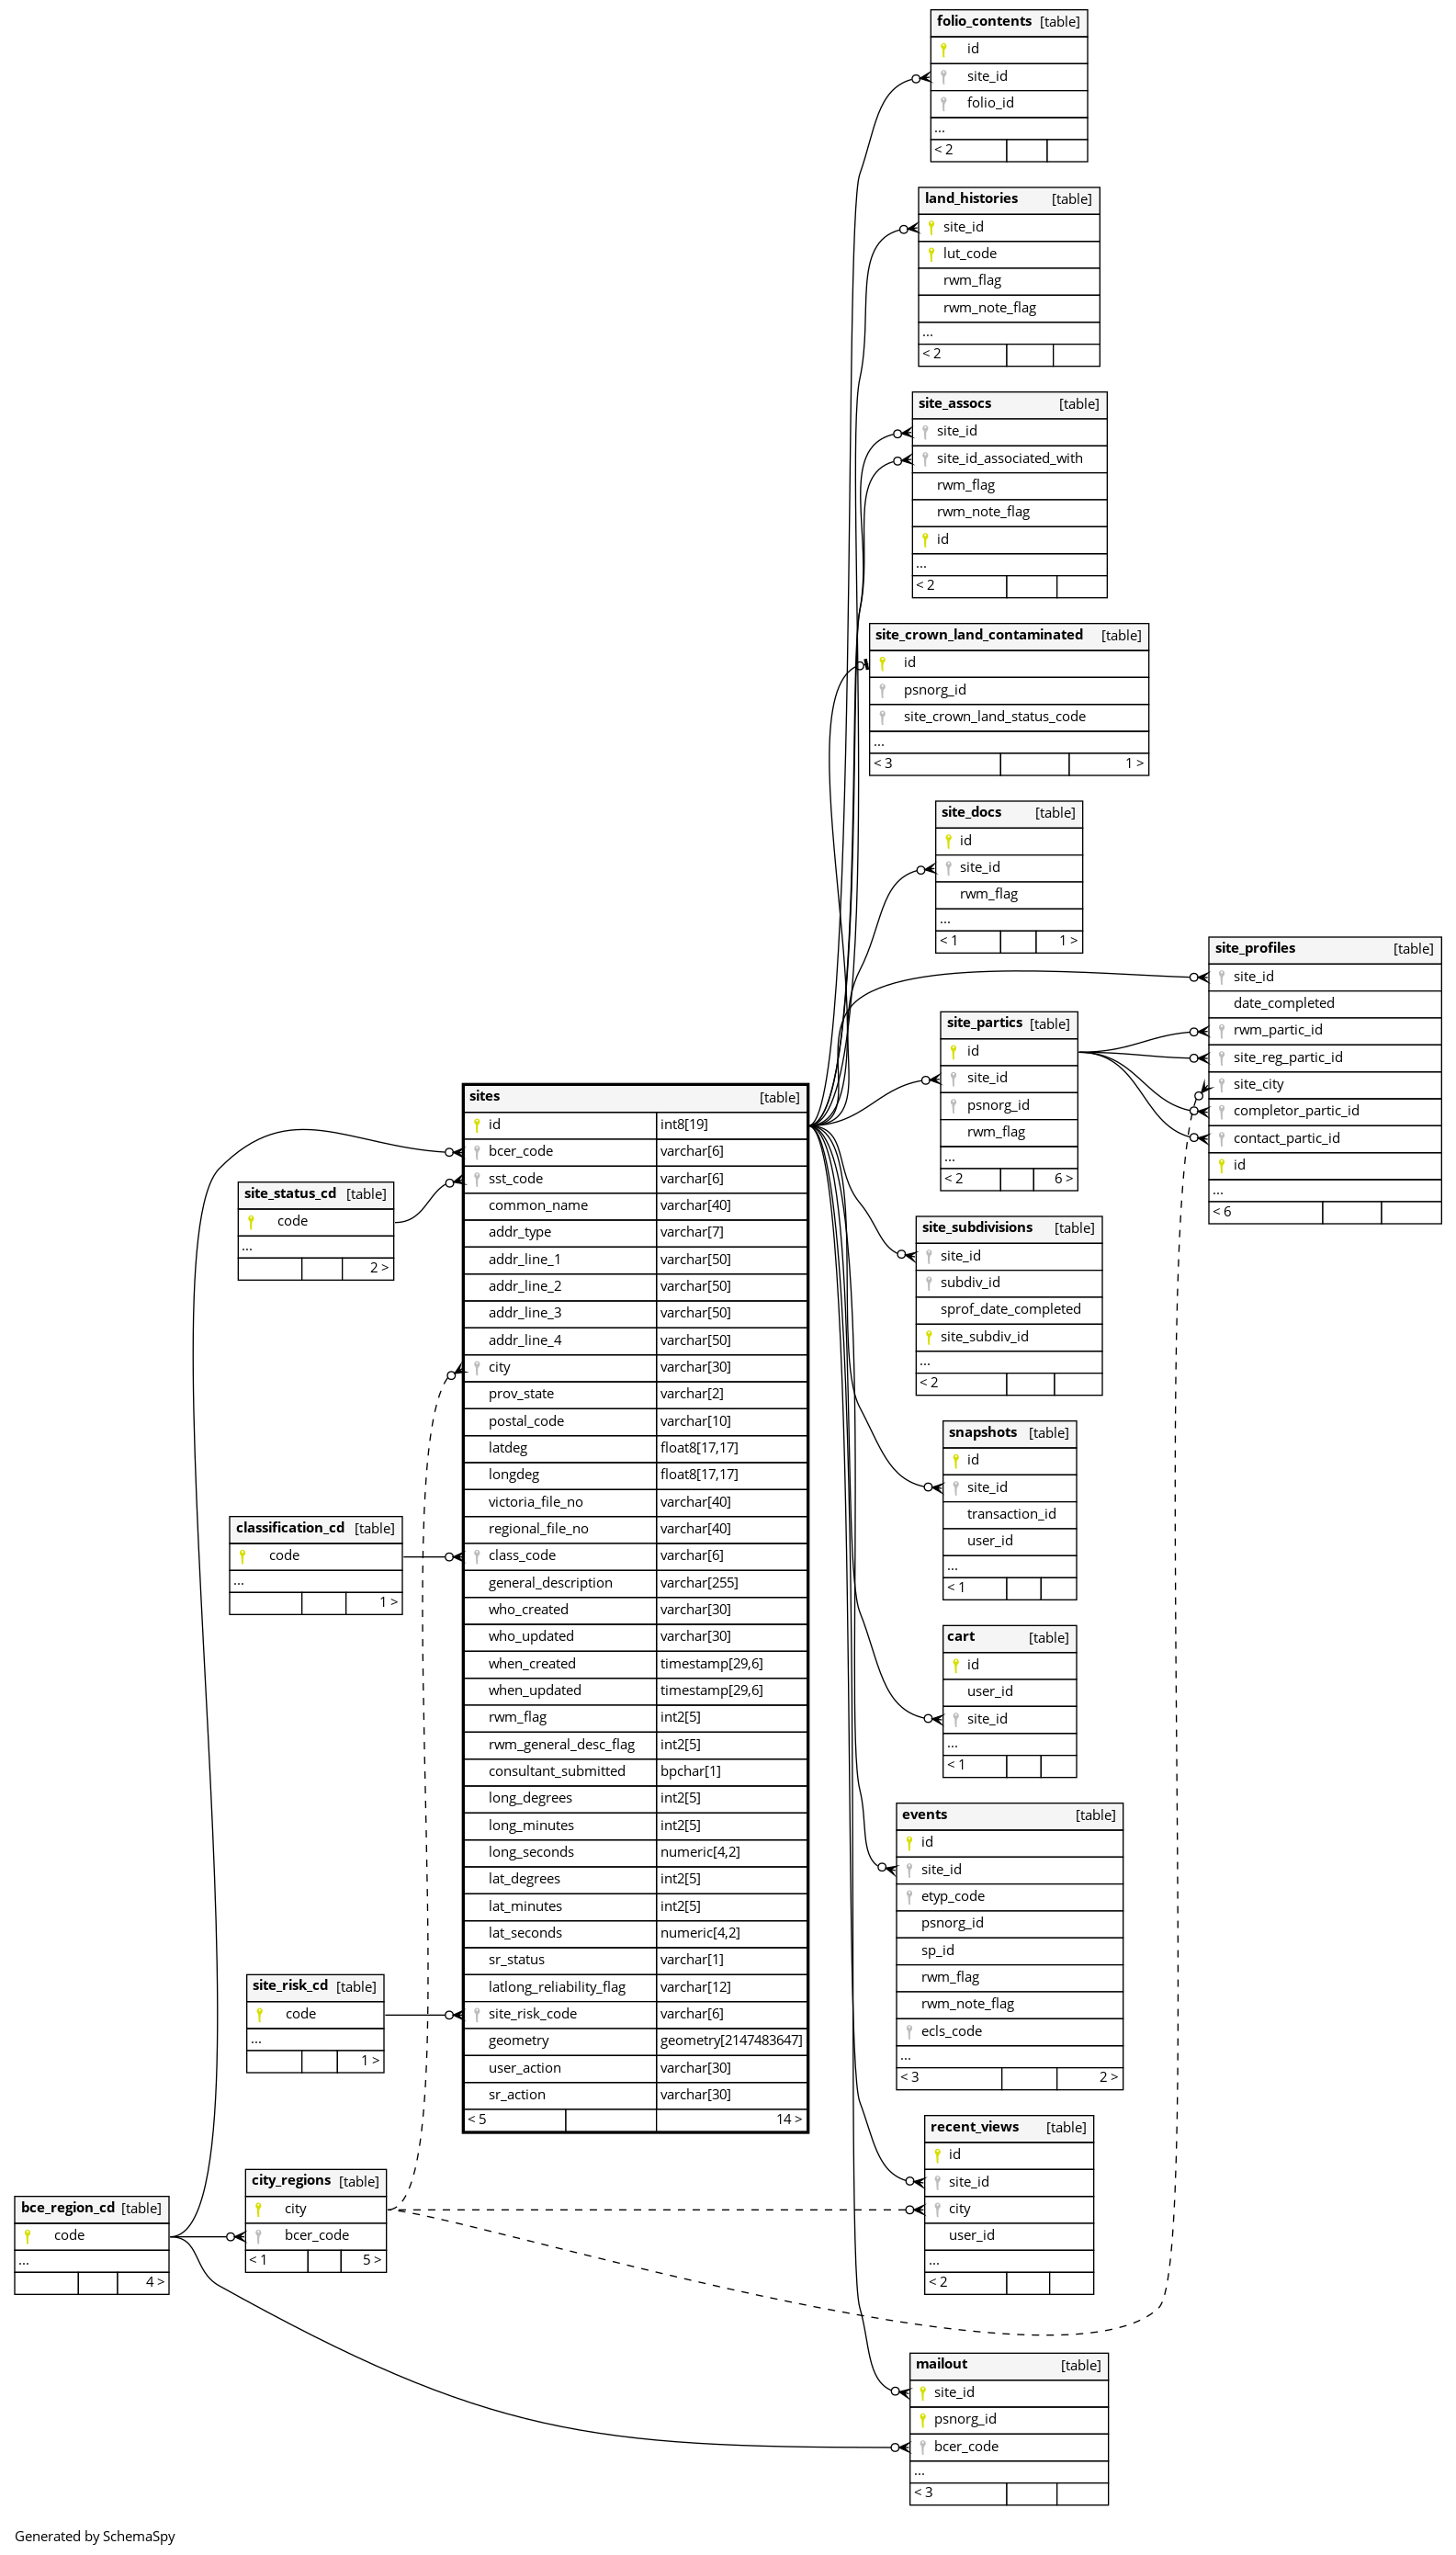 folio_contents [table]
id
site_id
folio_id
...
< 2
land_histories [table]
site_id
lut_code
rwm_flag
rwm_note_flag
...
< 2
site_assocs [table]
site_id
site_id_associated_with
rwm_flag
rwm_note_flag
id
...
< 2
site_crown_land_contaminated [table]
id
psnorg_id
site_crown_land_status_code
...
< 3 1 >
site_docs [table]
id
site_id
rwm_flag
...
< 1 1 >
site_profiles [table]
site_id
date_completed
rwm_partic_id
site_reg_partic_id
site_city
completor_partic_id
contact_partic_id
id
...
< 6
site_partics [table]
id
site_id
psnorg_id
rwm_flag
...
< 2 6 >
sites [table]
id int8[19]
bcer_code varchar[6]
sst_code varchar[6]
common_name varchar[40]
addr_type varchar[7]
addr_line_1 varchar[50]
addr_line_2 varchar[50]
addr_line_3 varchar[50]
addr_line_4 varchar[50]
city varchar[30]
prov_state varchar[2]
postal_code varchar[10]
latdeg float8[17,17]
longdeg float8[17,17]
victoria_file_no varchar[40]
regional_file_no varchar[40]
class_code varchar[6]
general_description varchar[255]
who_created varchar[30]
who_updated varchar[30]
when_created timestamp[29,6]
when_updated timestamp[29,6]
rwm_flag int2[5]
rwm_general_desc_flag int2[5]
consultant_submitted bpchar[1]
long_degrees int2[5]
long_minutes int2[5]
long_seconds numeric[4,2]
lat_degrees int2[5]
lat_minutes int2[5]
lat_seconds numeric[4,2]
sr_status varchar[1]
latlong_reliability_flag varchar[12]
site_risk_code varchar[6]
geometry geometry[2147483647]
user_action varchar[30]
sr_action varchar[30]
< 5 14 >
site_status_cd [table]
code
...
2 >
classification_cd [table]
code
...
1 >
site_risk_cd [table]
code
...
1 >
city_regions [table]
city
bcer_code
< 1 5 >
bce_region_cd [table]
code
...
4 >
site_subdivisions [table]
site_id
subdiv_id
sprof_date_completed
site_subdiv_id
...
< 2
snapshots [table]
id
site_id
transaction_id
user_id
...
< 1
cart [table]
id
user_id
site_id
...
< 1
events [table]
id
site_id
etyp_code
psnorg_id
sp_id
rwm_flag
rwm_note_flag
ecls_code
...
< 3 2 >
recent_views [table]
id
site_id
city
user_id
...
< 2
mailout [table]
site_id
psnorg_id
bcer_code
...
< 3
Generated by SchemaSpy